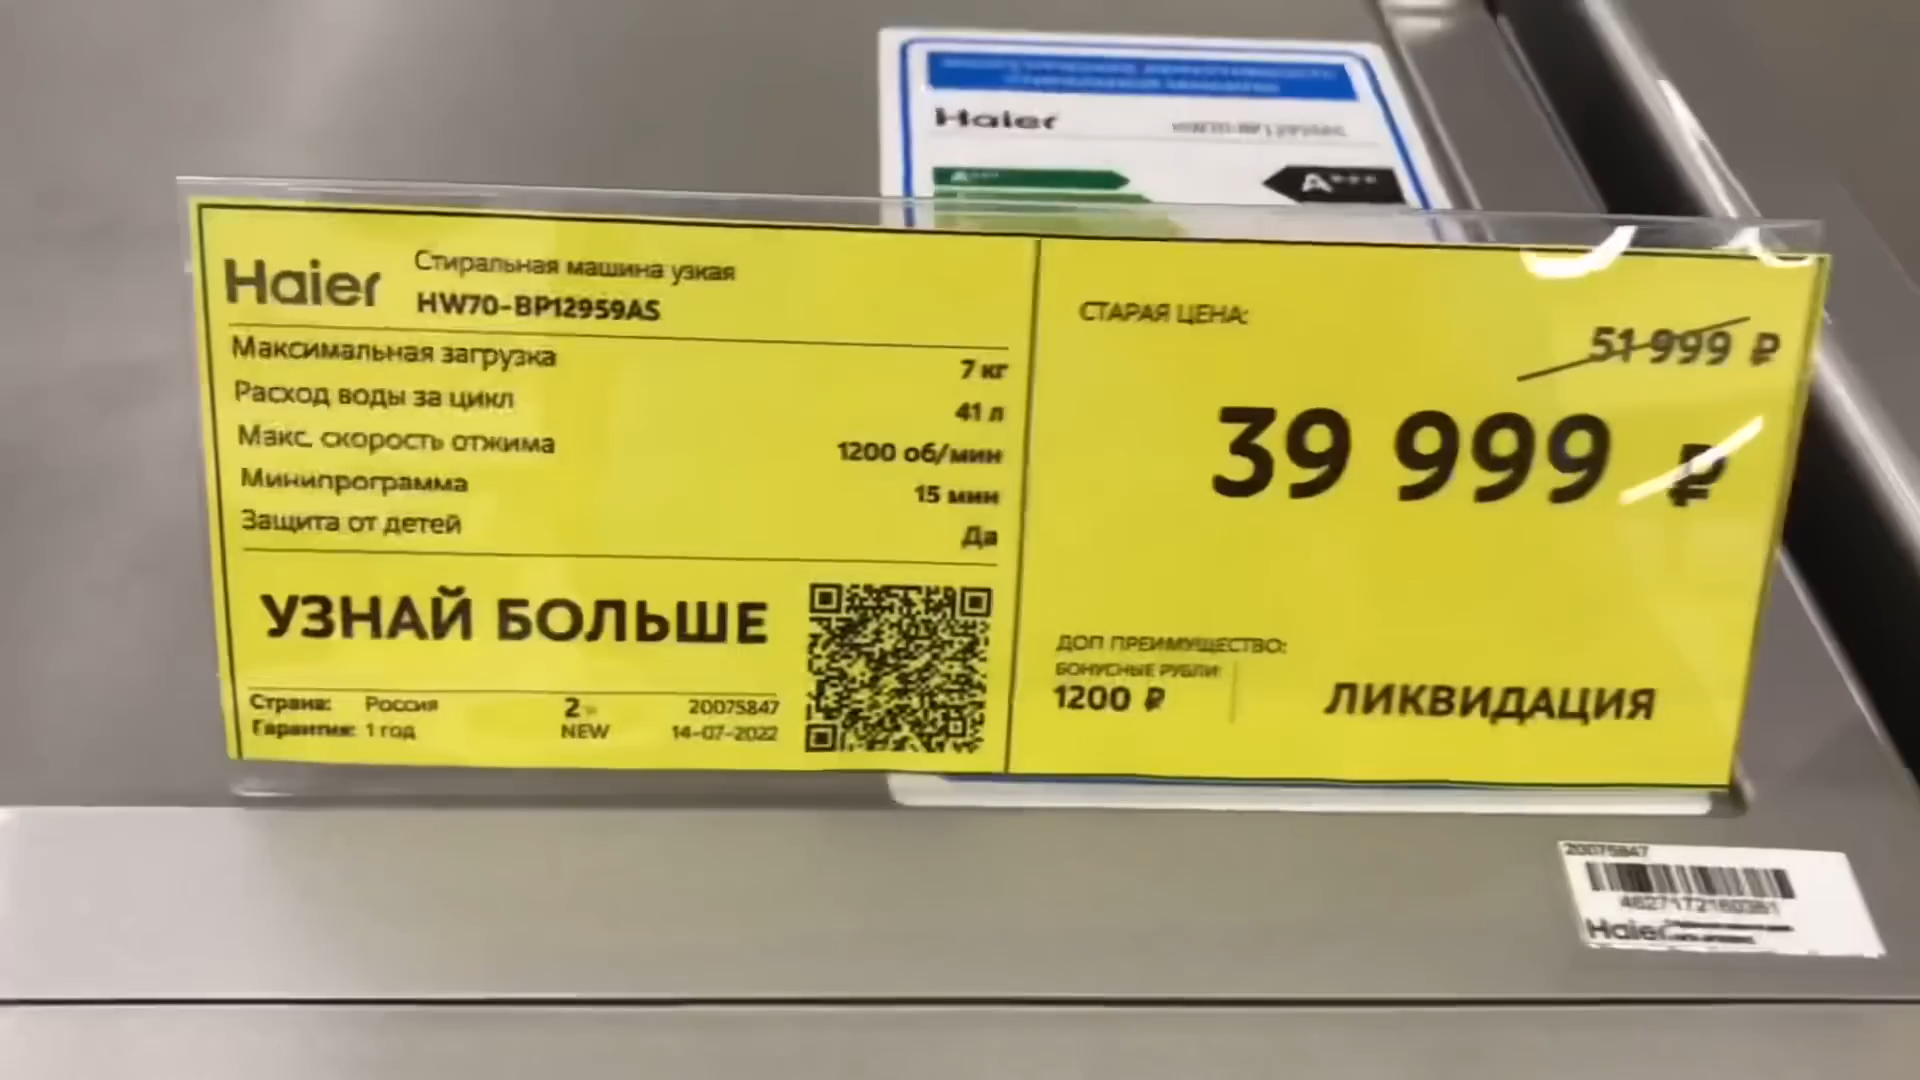 Haier
A+++
A+++
Haier
Стиральная машина узкая
HW70-BP12959AS
Максимальная загрузка 7 кг
Расход воды за цикл 41 л
Макс. скорость отжима 1200 об/мин
Минипрограмма 15 мин
Защита от детей Да
УЗНАЙ БОЛЬШЕ
Страна: Россия 2 20075847
Гарантия: 1 год NEW 14-07-2022
СТАРАЯ ЦЕНА:
51 999 ₽
39 999 ₽
ДОП ПРЕИМУЩЕСТВО:
БОНУСНЫЕ РУБЛИ:
1200 ₽
ЛИКВИДАЦИЯ
20075847
Haier